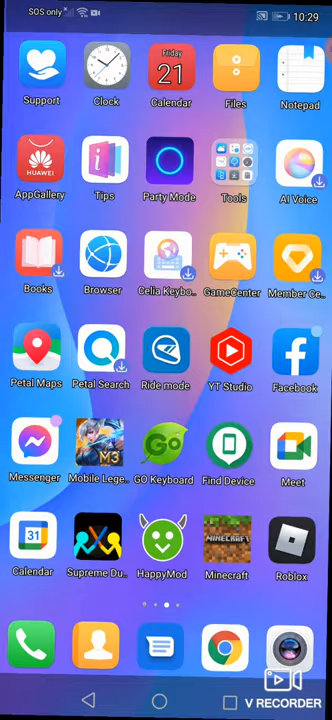 SOS only 10:29
Friday
21
Support Clock Calendar Files Notepad
HUAWEI
AppGallery Tips Party Mode Tools AI Voice
Books Browser Celia Keybo.. GameCenter Member Ce..
Petal Maps Petal Search Ride mode YT Studio Facebook
M3
GO
Messenger Mobile Lege.. GO Keyboard Find Device Meet
31
MINECRAFT
Calendar Supreme Du.. HappyMod Minecraft Roblox
V RECORDER